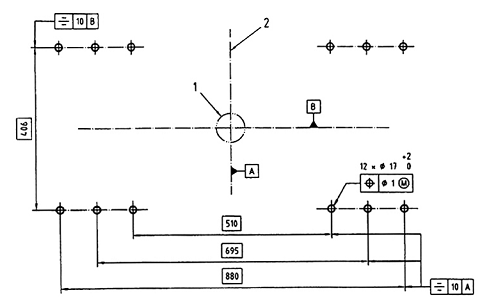 ⌯ 10 B
2
1
B
406
A
+2
12 × ø 17 0
⌖ ø 1 Ⓜ
510
695
880
⌯ 10 A